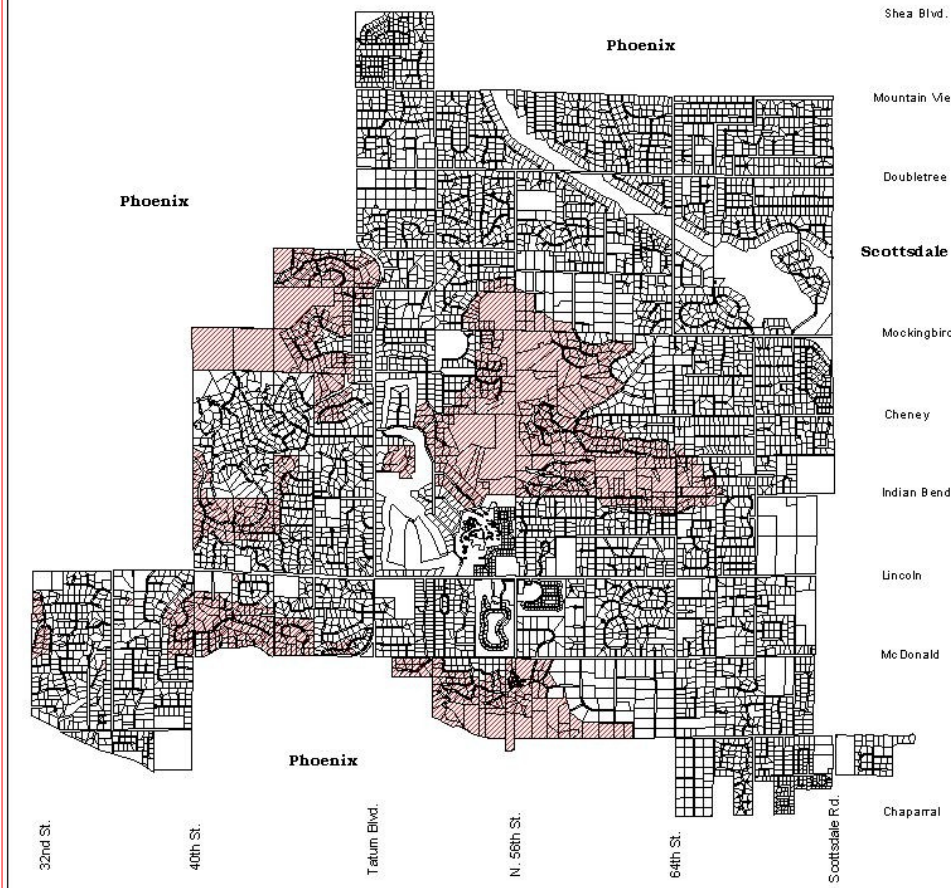 Shea Blvd.
Phoenix
Mountain Vie
Doubletree
Phoenix
Scottsdale
Mockingbird
Cheney
Indian Bend
Lincoln
McDonald
Phoenix
Chaparral
32nd St.
40th St.
Tatum Blvd.
N. 56th St.
64th St.
Scottsdale Rd.